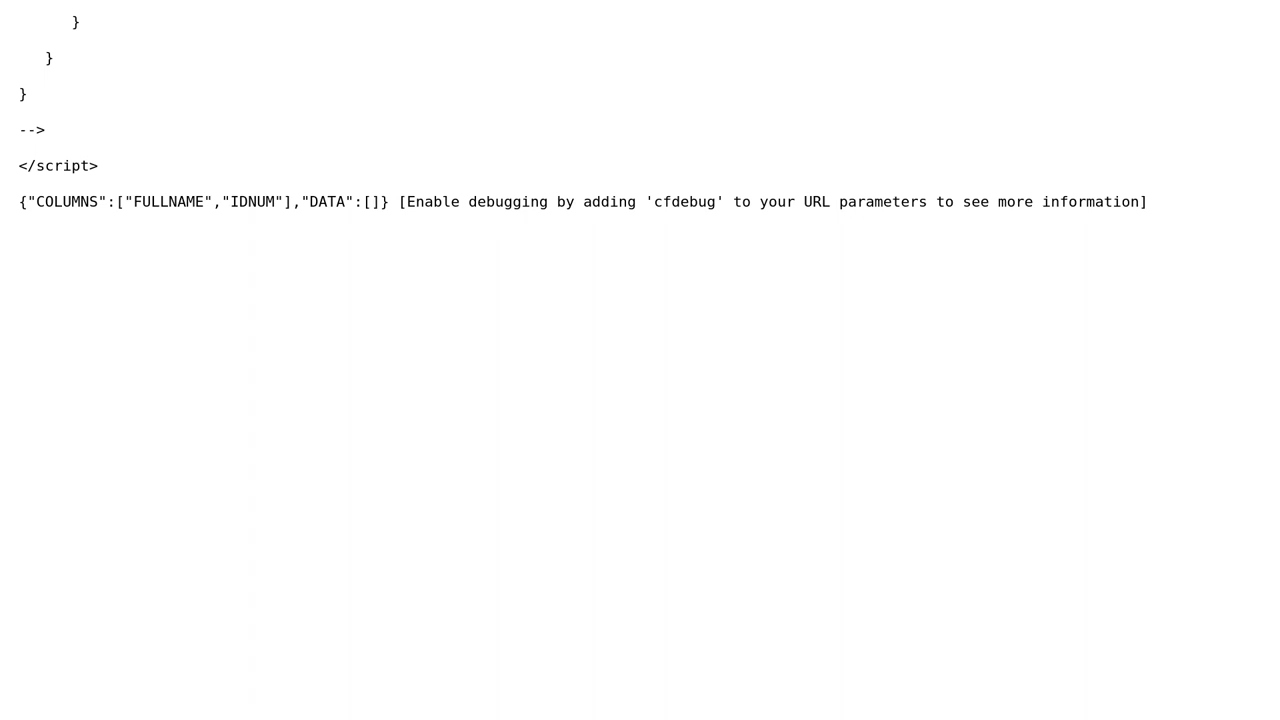 }
}
}
-->
</script>
{"COLUMNS":["FULLNAME","IDNUM"],"DATA":[]} [Enable debugging by adding 'cfdebug' to your URL parameters to see more information]